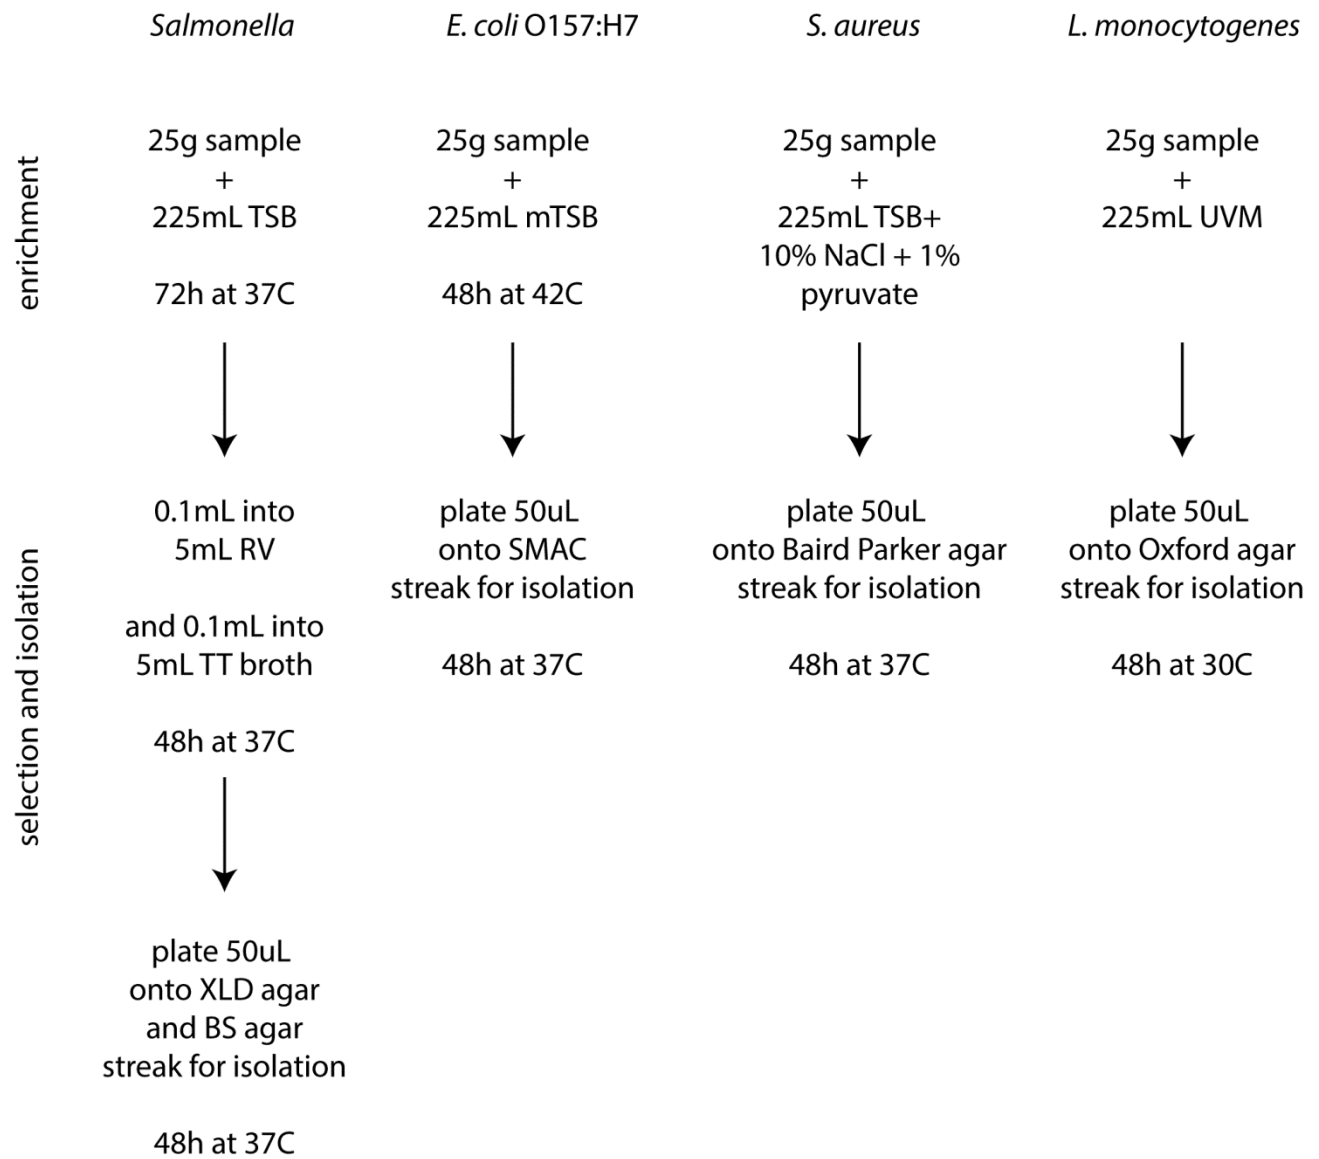 Salmonella
E. coli O157:H7
S. aureus
L. monocytogenes
enrichment
25g sample
+
225mL TSB
72h at 37C
25g sample
+
225mL mTSB
48h at 42C
25g sample
+
225mL TSB+
10% NaCl + 1%
pyruvate
25g sample
+
225mL UVM
selection and isolation
0.1mL into
5mL RV
and 0.1mL into
5mL TT broth
48h at 37C
plate 50uL
onto XLD agar
and BS agar
streak for isolation
48h at 37C
plate 50uL
onto SMAC
streak for isolation
48h at 37C
plate 50uL
onto Baird Parker agar
streak for isolation
48h at 37C
plate 50uL
onto Oxford agar
streak for isolation
48h at 30C